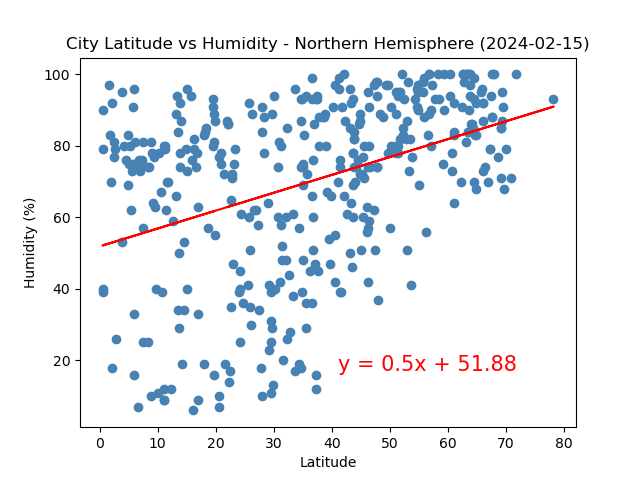 City Latitude vs Humidity - Northern Hemisphere (2024-02-15)
100
80
60
40
20
Humidity (%)
y = 0.5x + 51.88
0 10 20 30 40 50 60 70 80
Latitude